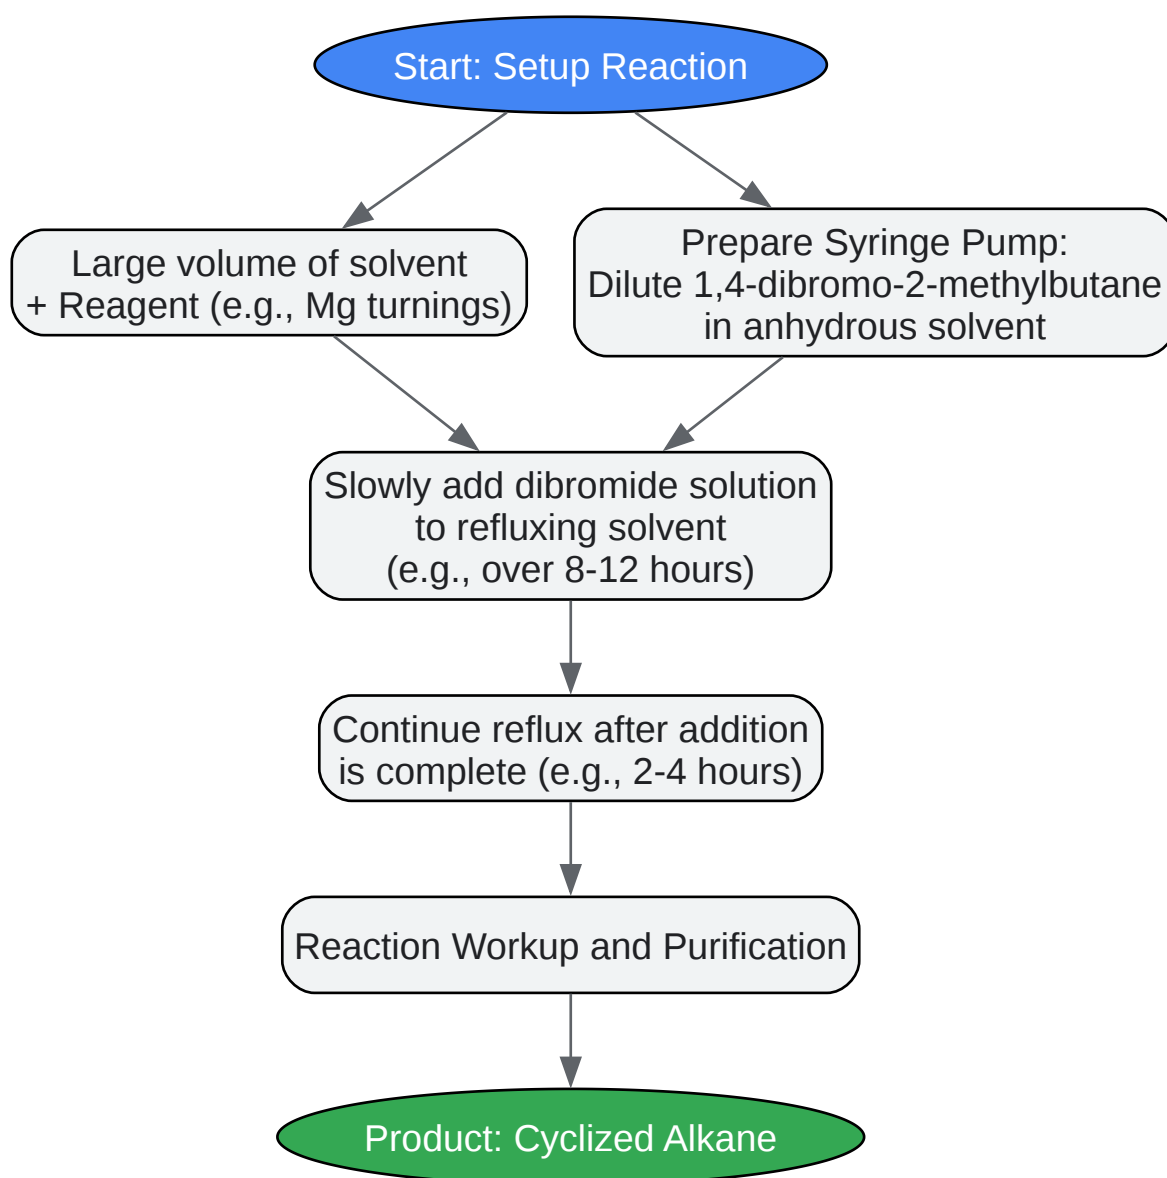 Start: Setup Reaction
Large volume of solvent
+ Reagent (e.g., Mg turnings)
Prepare Syringe Pump:
Dilute 1,4-dibromo-2-methylbutane
in anhydrous solvent
Slowly add dibromide solution
to refluxing solvent
(e.g., over 8-12 hours)
Continue reflux after addition
is complete (e.g., 2-4 hours)
Reaction Workup and Purification
Product: Cyclized Alkane